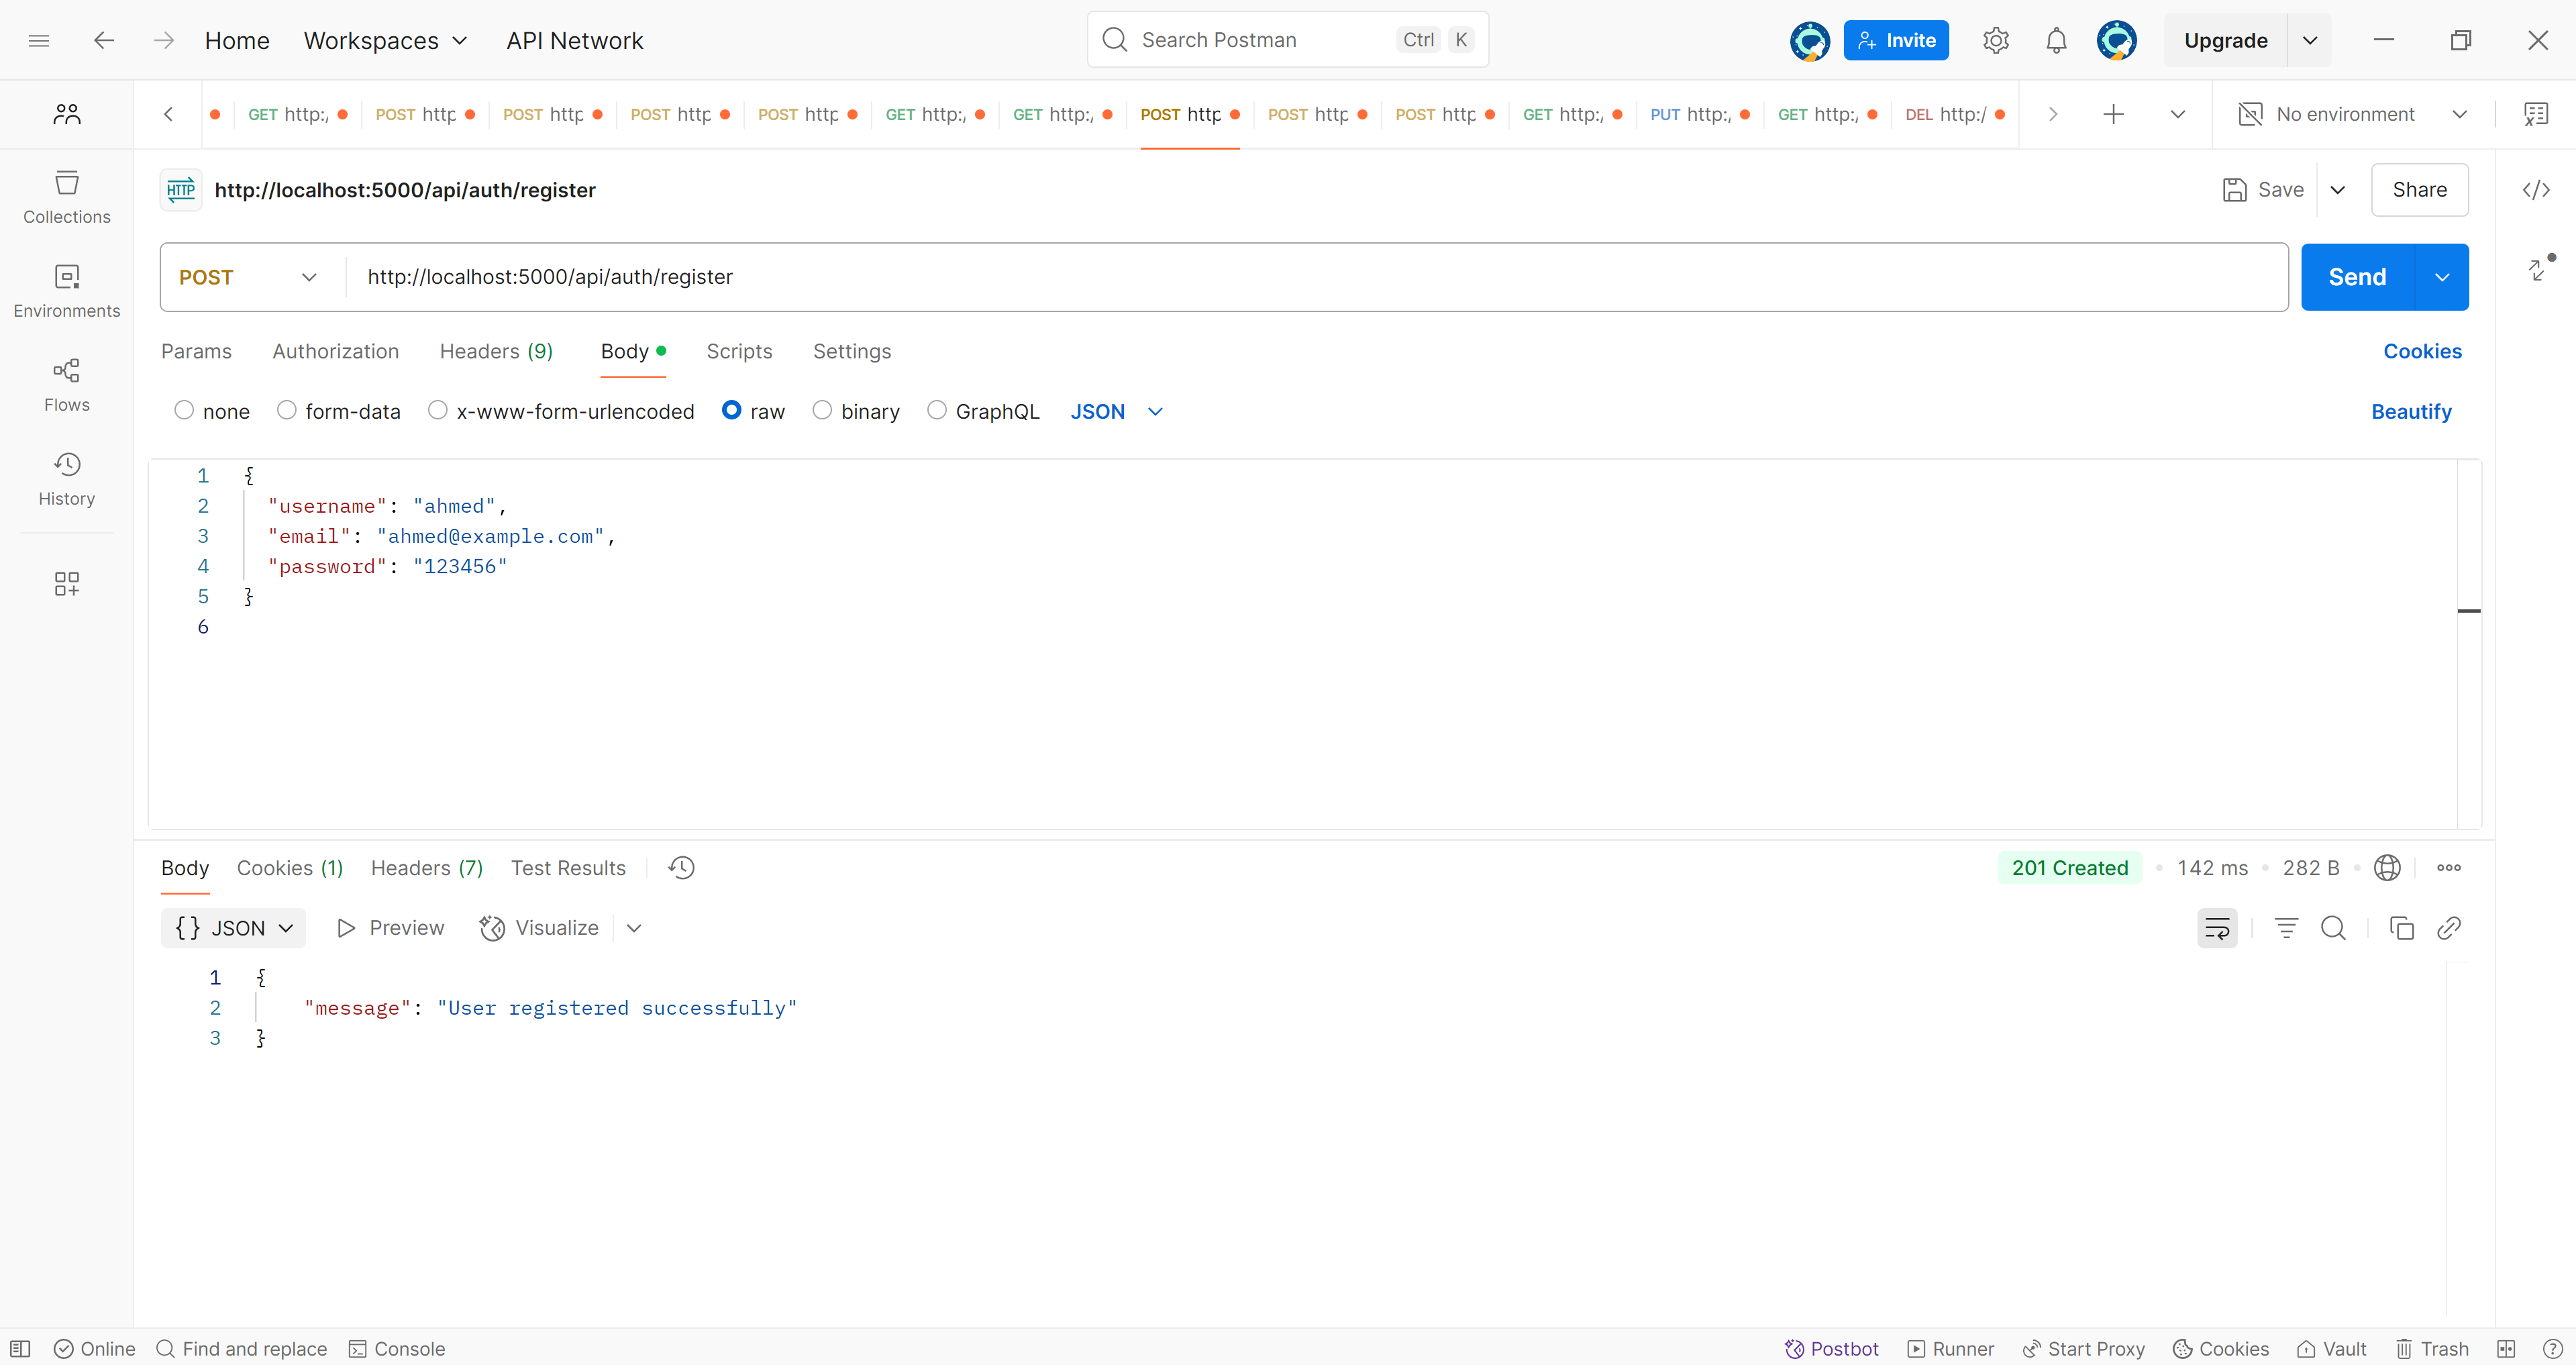 Home Workspaces API Network Search Postman Ctrl K Invite Upgrade
GET http:/ POST http POST http POST http POST http GET http:/ GET http:/ POST http POST http POST http GET http:/ PUT http:/ GET http:/ DEL http:/ No environment
Collections
Environments
Flows
History
HTTP http://localhost:5000/api/auth/register Save Share
POST http://localhost:5000/api/auth/register Send
Params Authorization Headers (9) Body Scripts Settings Cookies
none form-data x-www-form-urlencoded raw binary GraphQL JSON Beautify
1 {
2 "username": "ahmed",
3 "email": "ahmed@example.com",
4 "password": "123456"
5 }
6
Body Cookies (1) Headers (7) Test Results 201 Created • 142 ms • 282 B •
{} JSON Preview Visualize
1 {
2 "message": "User registered successfully"
3 }
Online Find and replace Console Postbot Runner Start Proxy Cookies Vault Trash